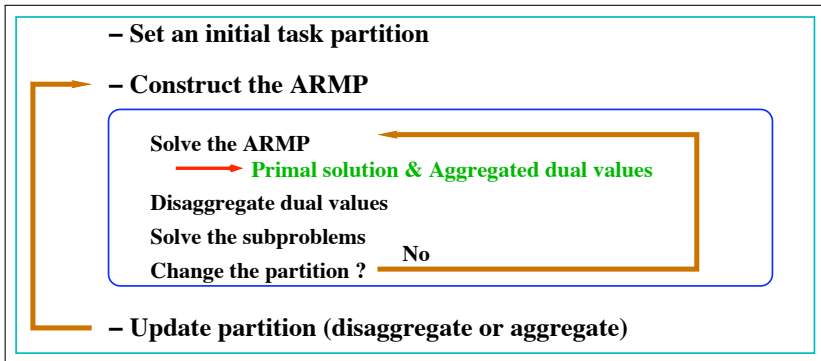 – Set an initial task partition
– Construct the ARMP
Solve the ARMP
Primal solution & Aggregated dual values
Disaggregate dual values
Solve the subproblems
Change the partition ?
No
– Update partition (disaggregate or aggregate)